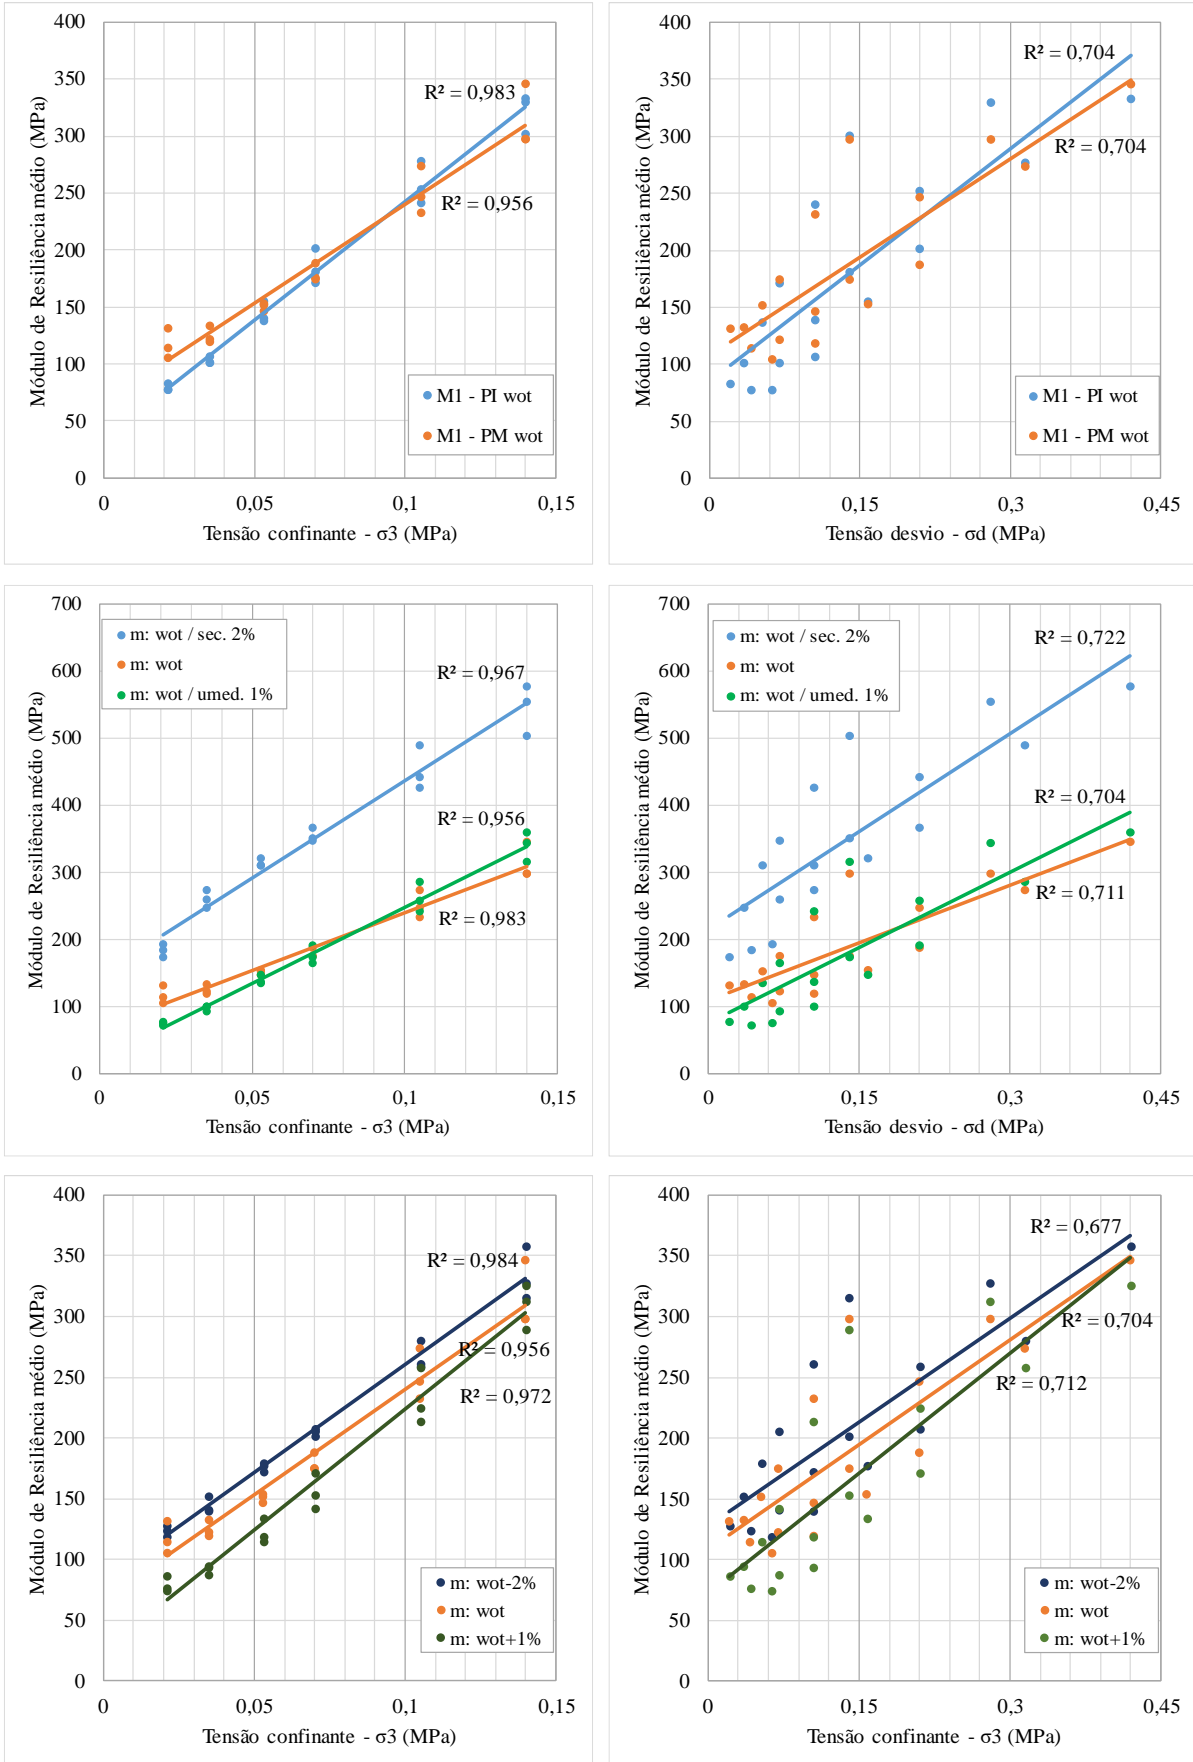 400
350
300
250
200
150
100
50
0
Módulo de Resiliência médio (MPa)
R² = 0,983
R² = 0,956
M1 - PI wot
M1 - PM wot
0 0,05 0,1 0,15
Tensão confinante - σ3 (MPa)
400
350
300
250
200
150
100
50
0
Módulo de Resiliência médio (MPa)
R² = 0,704
R² = 0,704
M1 - PI wot
M1 - PM wot
0 0,15 0,3 0,45
Tensão desvio - σd (MPa)
700
600
500
400
300
200
100
0
Módulo de Resiliência médio (MPa)
m: wot / sec. 2%
m: wot
m: wot / umed. 1%
R² = 0,967
R² = 0,956
R² = 0,983
0 0,05 0,1 0,15
Tensão confinante - σ3 (MPa)
700
600
500
400
300
200
100
0
Módulo de Resiliência médio (MPa)
m: wot / sec. 2%
m: wot
m: wot / umed. 1%
R² = 0,722
R² = 0,704
R² = 0,711
0 0,15 0,3 0,45
Tensão desvio - σd (MPa)
400
350
300
250
200
150
100
50
0
Módulo de Resiliência médio (MPa)
R² = 0,984
R² = 0,956
R² = 0,972
m: wot-2%
m: wot
m: wot+1%
0 0,05 0,1 0,15
Tensão confinante - σ3 (MPa)
400
350
300
250
200
150
100
50
0
Módulo de Resiliência médio (MPa)
R² = 0,677
R² = 0,704
R² = 0,712
m: wot-2%
m: wot
m: wot+1%
0 0,15 0,3 0,45
Tensão confinante - σ3 (MPa)